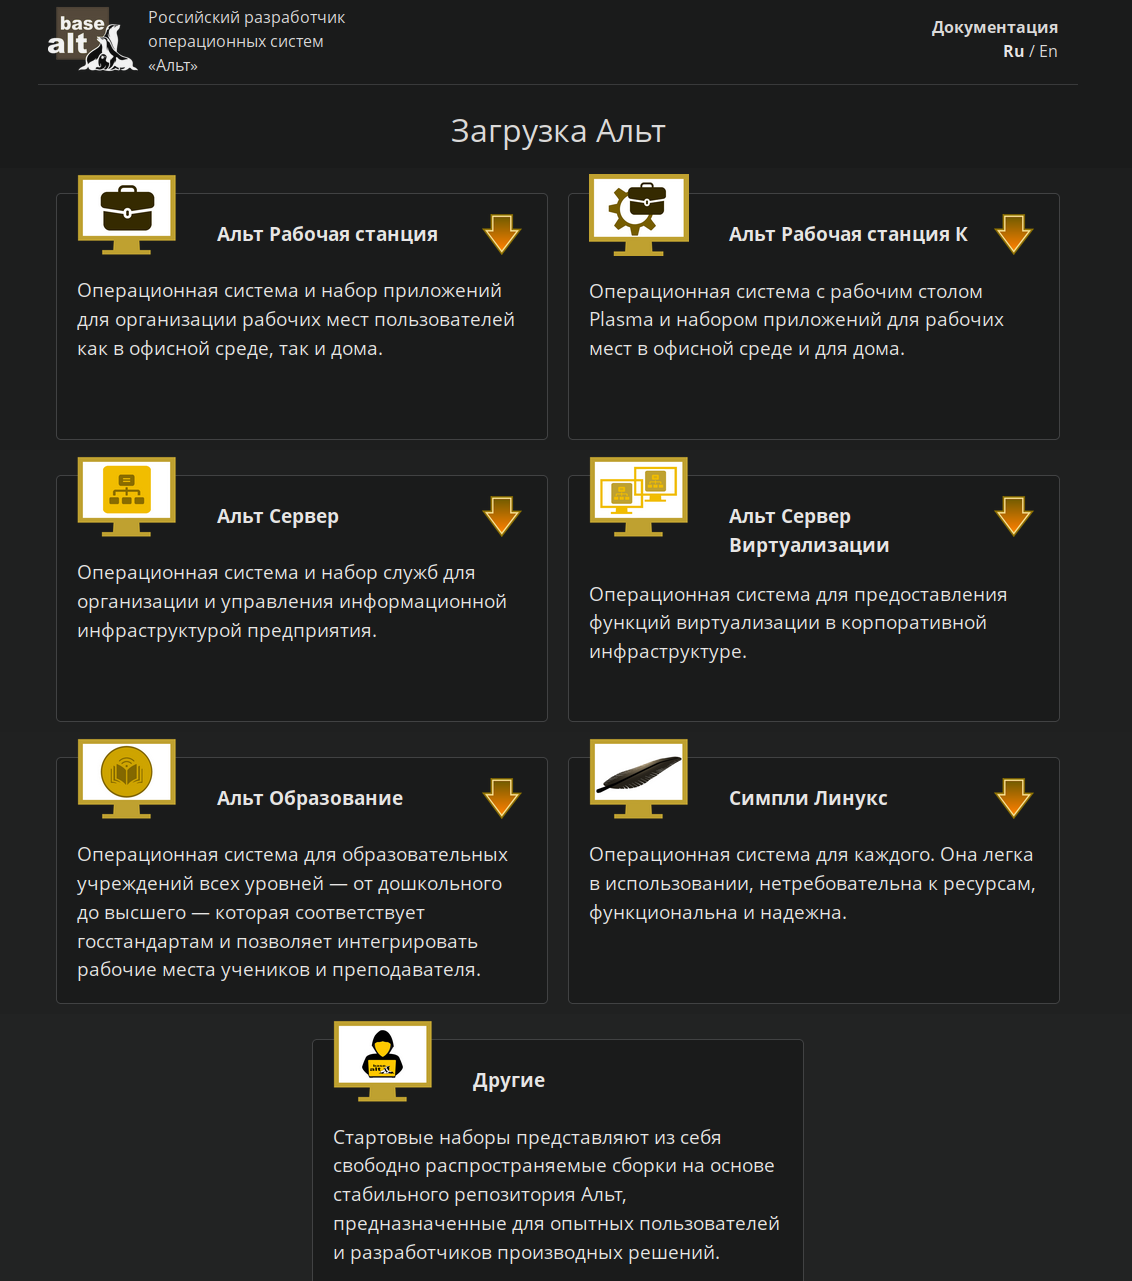 base
alt
Российский разработчик
операционных систем
«Альт»
Документация
Ru / En
Загрузка Альт
Альт Рабочая станция
Операционная система и набор приложений
для организации рабочих мест пользователей
как в офисной среде, так и дома.
Альт Рабочая станция К
Операционная система с рабочим столом
Plasma и набором приложений для рабочих
мест в офисной среде и для дома.
Альт Сервер
Операционная система и набор служб для
организации и управления информационной
инфраструктурой предприятия.
Альт Сервер
Виртуализации
Операционная система для предоставления
функций виртуализации в корпоративной
инфраструктуре.
Альт Образование
Операционная система для образовательных
учреждений всех уровней — от дошкольного
до высшего — которая соответствует
госстандартам и позволяет интегрировать
рабочие места учеников и преподавателя.
Симпли Линукс
Операционная система для каждого. Она легка
в использовании, нетребовательна к ресурсам,
функциональна и надежна.
base
alt
Другие
Стартовые наборы представляют из себя
свободно распространяемые сборки на основе
стабильного репозитория Альт,
предназначенные для опытных пользователей
и разработчиков производных решений.